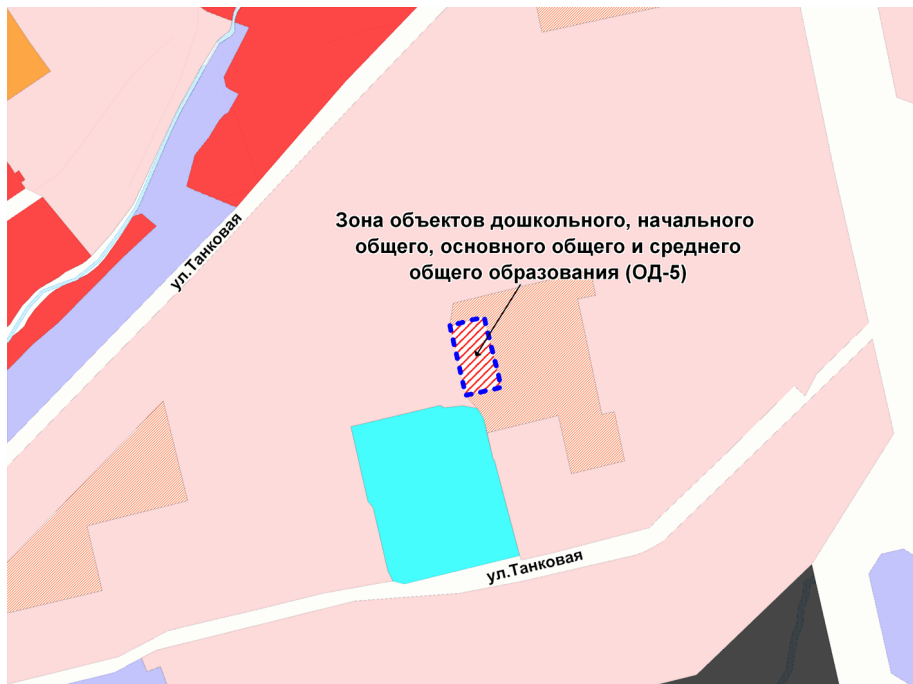 Зона объектов дошкольного, начального
общего, основного общего и среднего
общего образования (ОД-5)
ул.Танковая
ул.Танковая